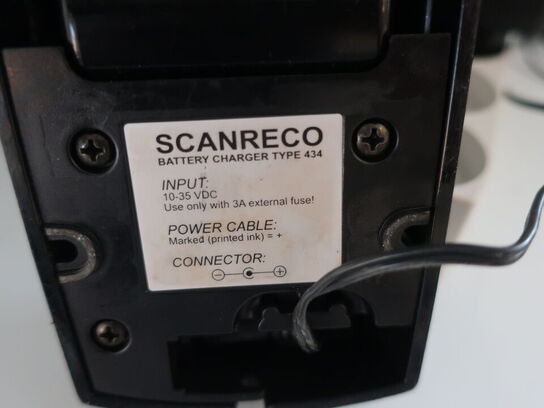 SCANRECO
BATTERY CHARGER TYPE 434
INPUT:
10-35 VDC
Use only with 3A external fuse!
POWER CABLE:
Marked (printed ink) = +
CONNECTOR: